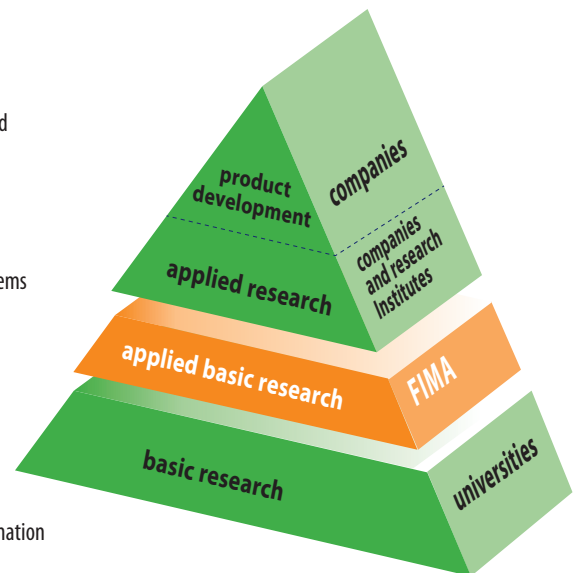 product
development
companies
applied research
companies
and research
Institutes
applied basic research
FIMA
basic research
universities